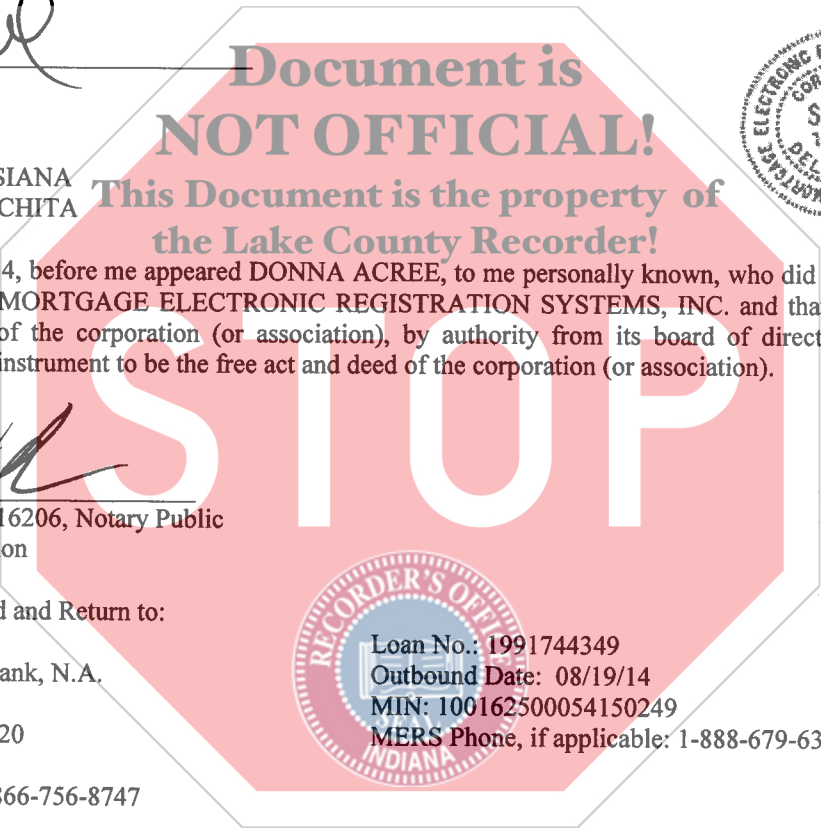 Document is
NOT OFFICIAL!
SIANA
This Document is the property of
CHITA
the Lake County Recorder!
4, before me appeared DONNA ACREE, to me personally known, who did
MORTGAGE ELECTRONIC REGISTRATION SYSTEMS, INC. and tha
of the corporation (or association), by authority from its board of direct
instrument to be the free act and deed of the corporation (or association).
STOP
16206, Notary Public
on
d and Return to:
ank, N.A.
20
866-756-8747
RECORDER'S OFFICE
SEAL
INDIANA
Loan No.: 1991744349
Outbound Date: 08/19/14
MIN: 100162500054150249
MERS Phone, if applicable: 1-888-679-63
MORTGAGE ELECTRONIC